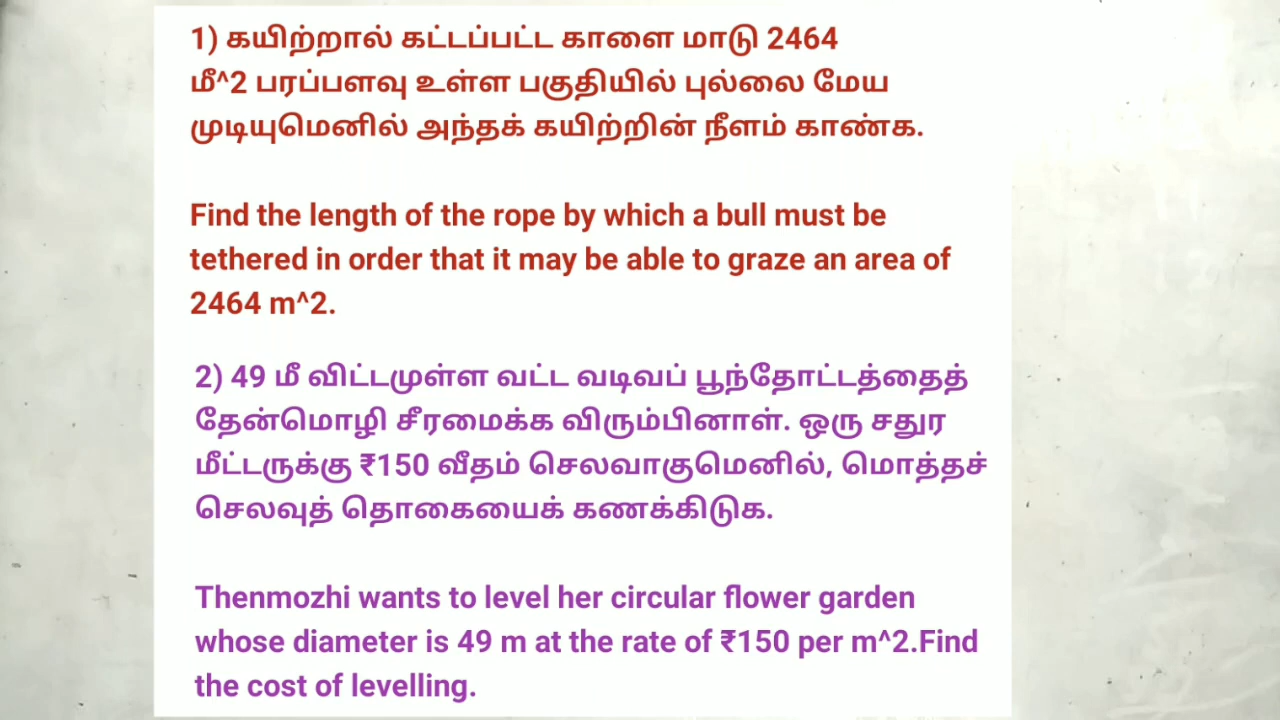 1) கயிற்றால் கட்டப்பட்ட காளை மாடு 2464
மீ^2 பரப்பளவு உள்ள பகுதியில் புல்லை மேய
முடியுமெனில் அந்தக் கயிற்றின் நீளம் காண்க.
Find the length of the rope by which a bull must be
tethered in order that it may be able to graze an area of
2464 m^2.
2) 49 மீ விட்டமுள்ள வட்ட வடிவப் பூந்தோட்டத்தைத்
தேன்மொழி சீரமைக்க விரும்பினாள். ஒரு சதுர
மீட்டருக்கு ₹150 வீதம் செலவாகுமெனில், மொத்தச்
செலவுத் தொகையைக் கணக்கிடுக.
Thenmozhi wants to level her circular flower garden
whose diameter is 49 m at the rate of ₹150 per m^2.Find
the cost of levelling.